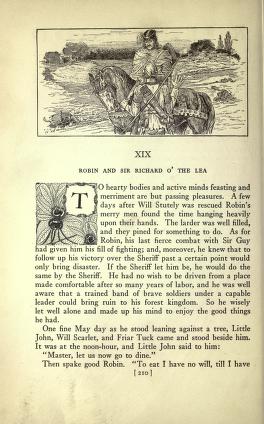 XIX
ROBIN AND SIR RICHARD O' THE LEA
TO hearty bodies and active minds feasting and
merriment are but passing pleasures. A few
days after Will Stutely was rescued Robin's
merry men found the time hanging heavily
upon their hands. The larder was well filled,
and they pined for something to do. As for
Robin, his last fierce combat with Sir Guy
had given him his fill of fighting; and, moreover, he knew that to
follow up his victory over the Sheriff past a certain point would
only bring disaster. If the Sheriff let him be, he would do the
same by the Sheriff. He had no wish to be driven from a place
made comfortable after so many years of labor, and he was well
aware that a trained band of brave soldiers under a capable
leader could bring ruin to his forest kingdom. So he wisely
let well alone and made up his mind to enjoy the good things
he had.
One fine May day as he stood leaning against a tree, Little
John, Will Scarlet, and Friar Tuck came and stood beside him.
It was at the noon-hour, and Little John said to him:
"Master, let us now go to dine."
Then spake good Robin. "To eat I have no will, till I have
[210]